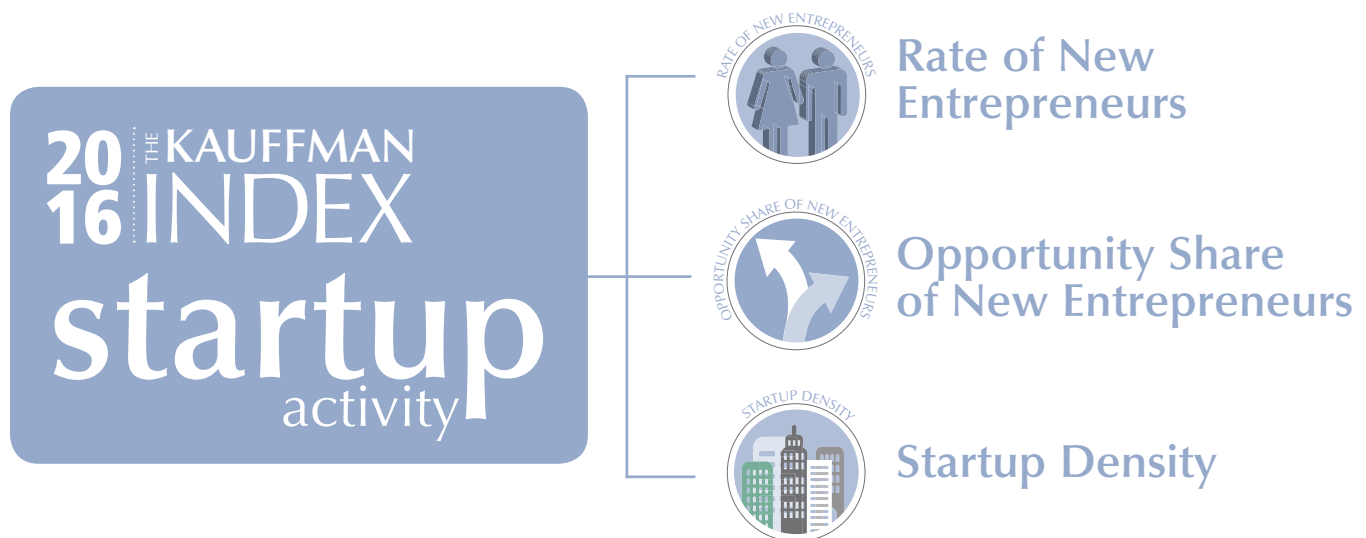 20
16
THE
KAUFFMAN
INDEX
startup
activity
RATE OF NEW ENTREPRENEURS
Rate of New
Entrepreneurs
OPPORTUNITY SHARE OF NEW ENTREPRENEURS
Opportunity Share
of New Entrepreneurs
STARTUP DENSITY
Startup Density